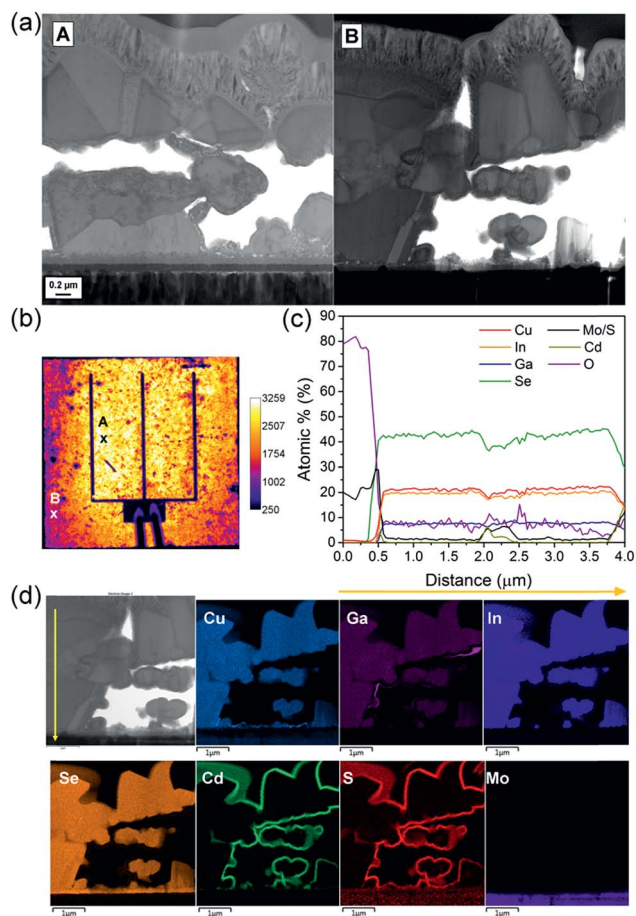 (a)
A
B
0.2 µm
(b)
A
x
B
x
3259
2507
1754
1002
250
(c)
90
80
70
60
50
40
30
20
10
0
Atomic % (%)
Cu
In
Ga
Se
Mo/S
Cd
O
0.0 0.5 1.0 1.5 2.0 2.5 3.0 3.5 4.0
Distance (µm)
(d)
Electron Image 1
Cu
Ga
In
1µm
1µm
1µm
Se
Cd
S
Mo
1µm
1µm
1µm
1µm